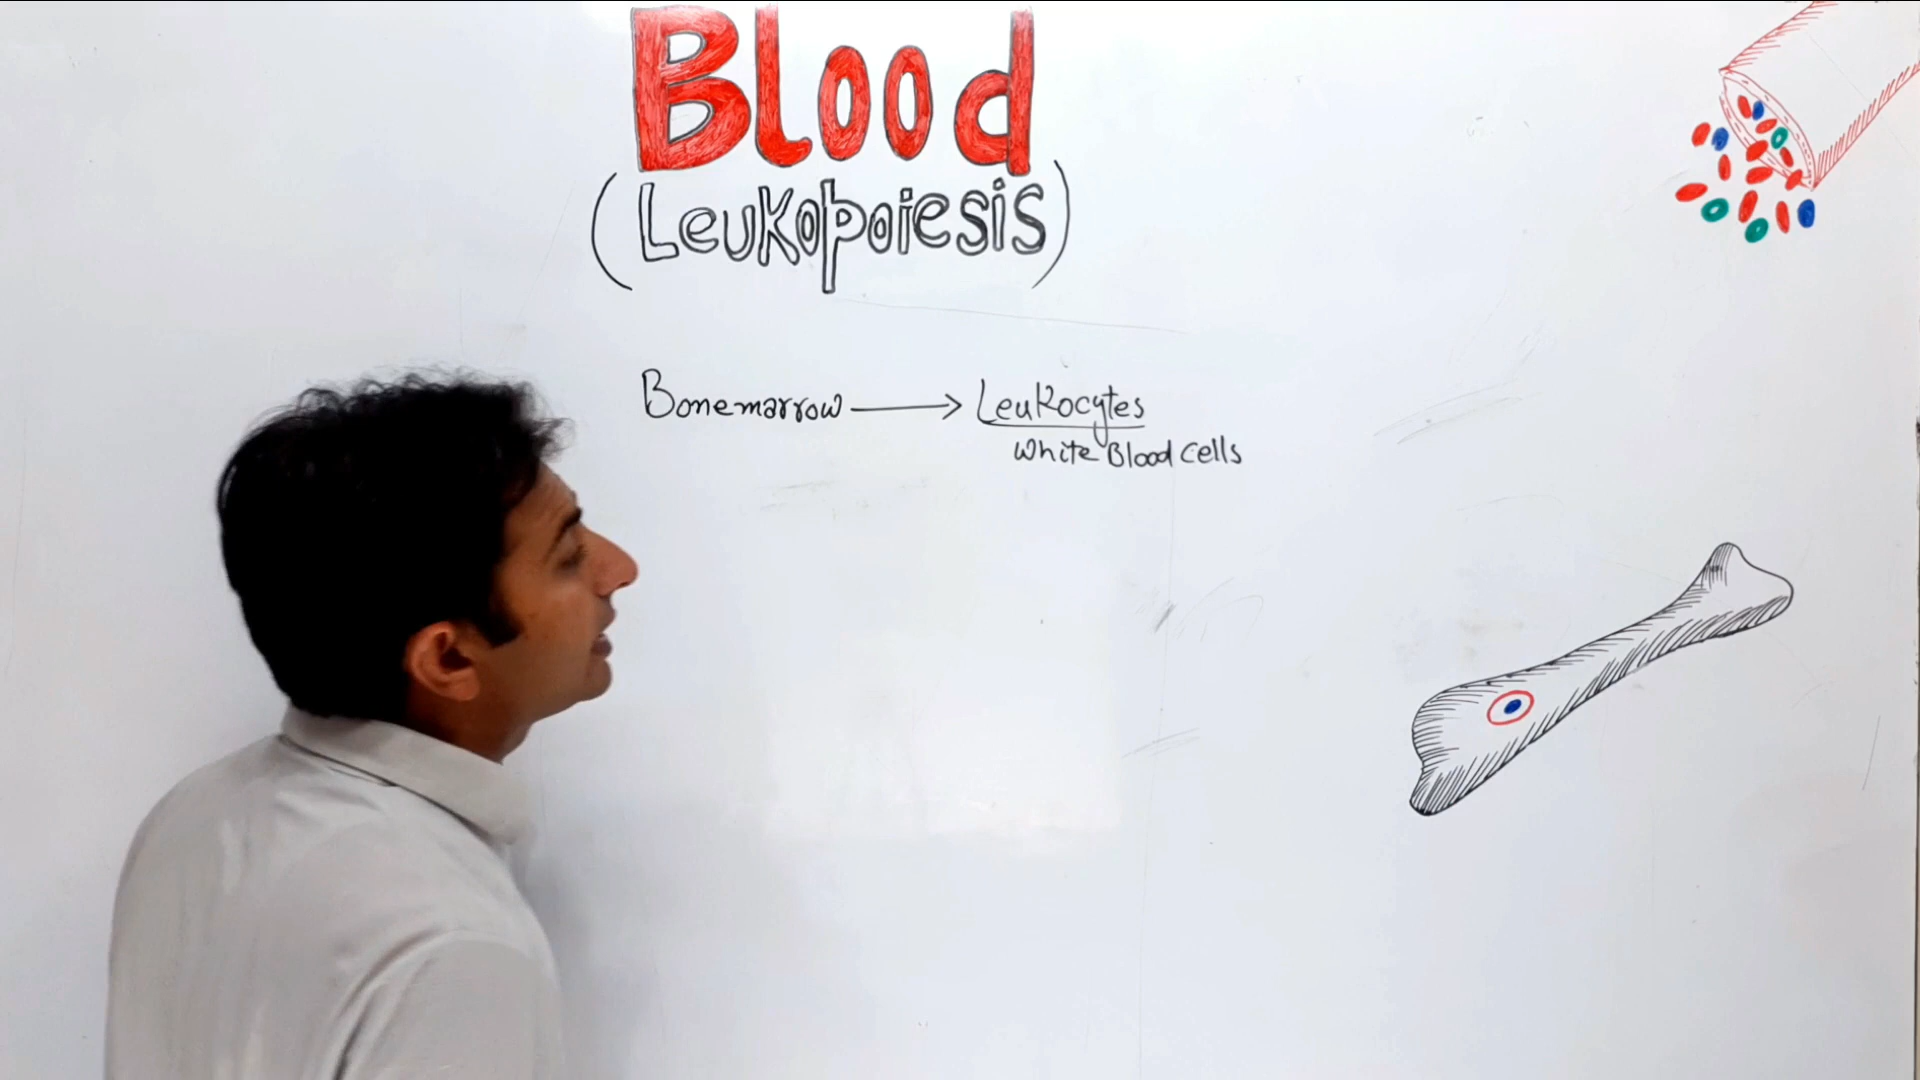 Blood
(Leukopoiesis)
Bonemarrow → Leukocytes
White Blood Cells